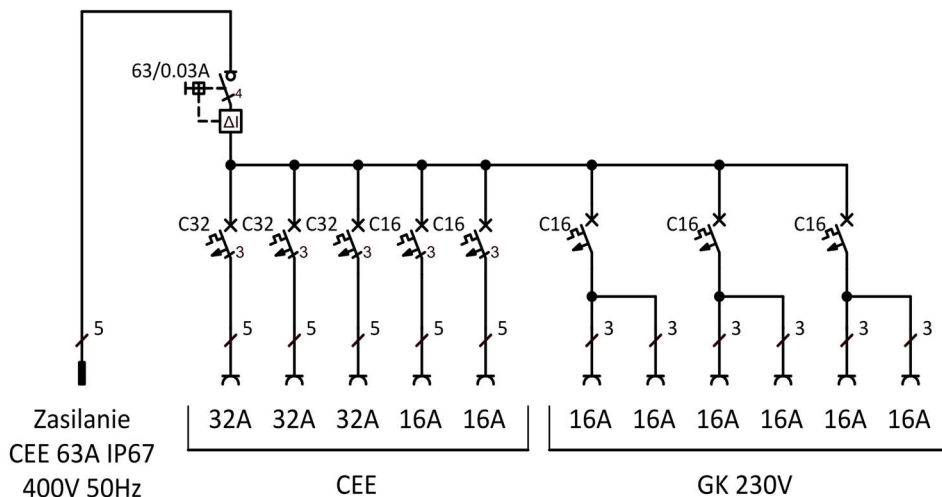 63/0.03A
4
ΔI
C32 C32 C32 C16 C16 C16 C16 C16
3 3 3 3 3
5 5 5 5 5 5 3 3 3 3 3 3
Zasilanie
CEE 63A IP67
400V 50Hz
32A 32A 32A 16A 16A 16A 16A 16A 16A 16A 16A
CEE
GK 230V